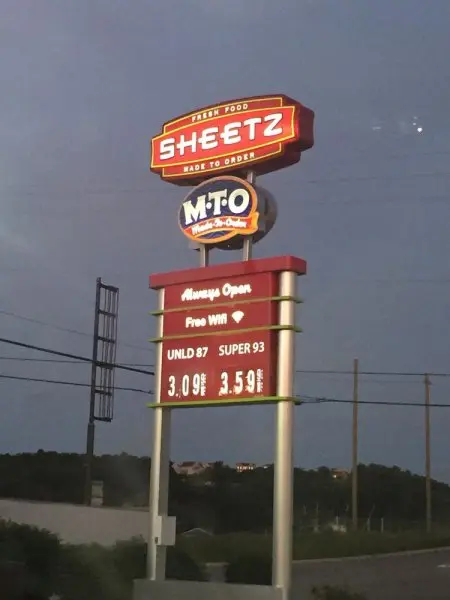 FRESH FOOD
SHEETZ
MADE TO ORDER
M·T·O
Made-To-Order
Always Open
Free Wifi
UNLD 87 SUPER 93
3.09 3.59